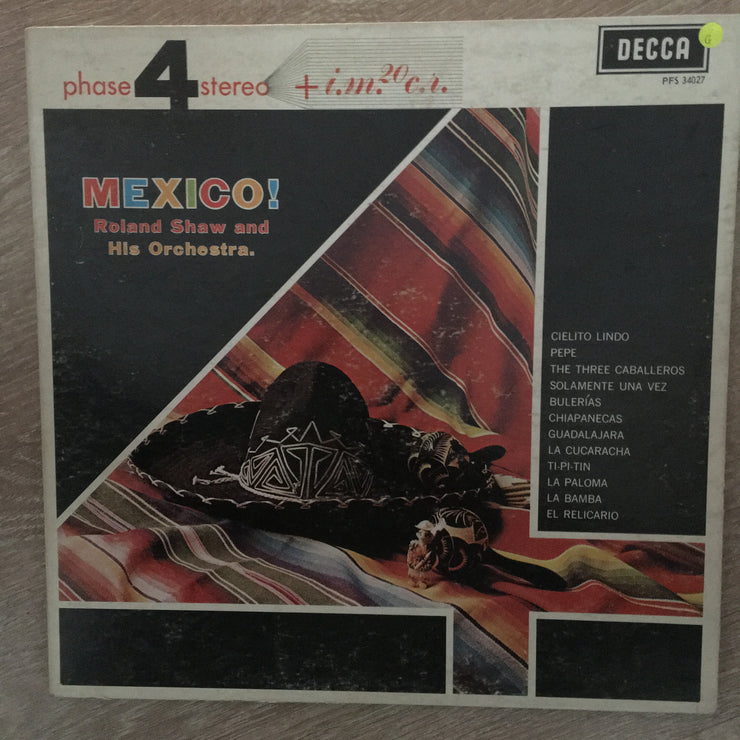 phase 4 stereo + i.m.20 c.r.
DECCA
G
PFS 34027
MEXICO!
Roland Shaw and
His Orchestra.
CIELITO LINDO
PEPE
THE THREE CABALLEROS
SOLAMENTE UNA VEZ
BULERÍAS
CHIAPANECAS
GUADALAJARA
LA CUCARACHA
TI-PI-TIN
LA PALOMA
LA BAMBA
EL RELICARIO